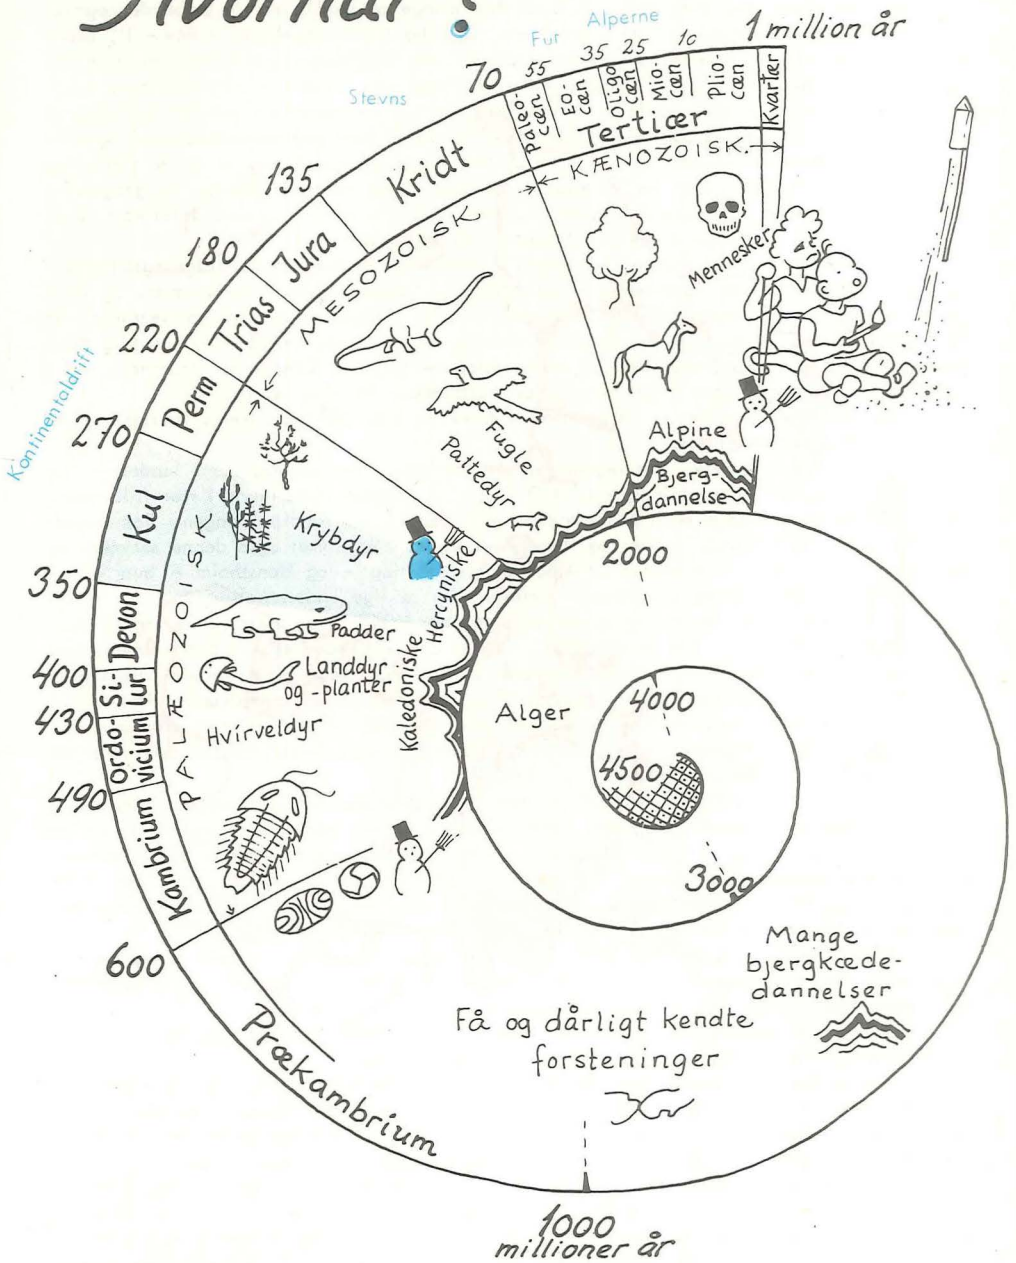 Hvornår ?
Alperne
Fur
Stevns
Kontinentaldrift
1 million år
10
25
35
55
70
135
180
220
270
350
400
430
490
600
Kvartær
Plio-
cæn
Mio-
cæn
Oligo
cæn
Eo-
cæn
Paleo-
cæn
Tertiær
KÆNOZOISK.
Kridt
Jura
Trias
MESOZOISK
Perm
Kul
Devon
Si-
lur
Ordo-
vicium
Kambrium
PALÆOZOISK
Prækambrium
Mennesker
Fugle
Pattedyr
Krybdyr
Padder
Landdyr
og -planter
Hvirveldyr
Alpine
Bjerg-
dannelse
Hercyniske
Kaledoniske
2000
Alger
4000
4500
3000
Mange
bjergkæde-
dannelser
Få og dårligt kendte
forsteninger
1000
millioner år